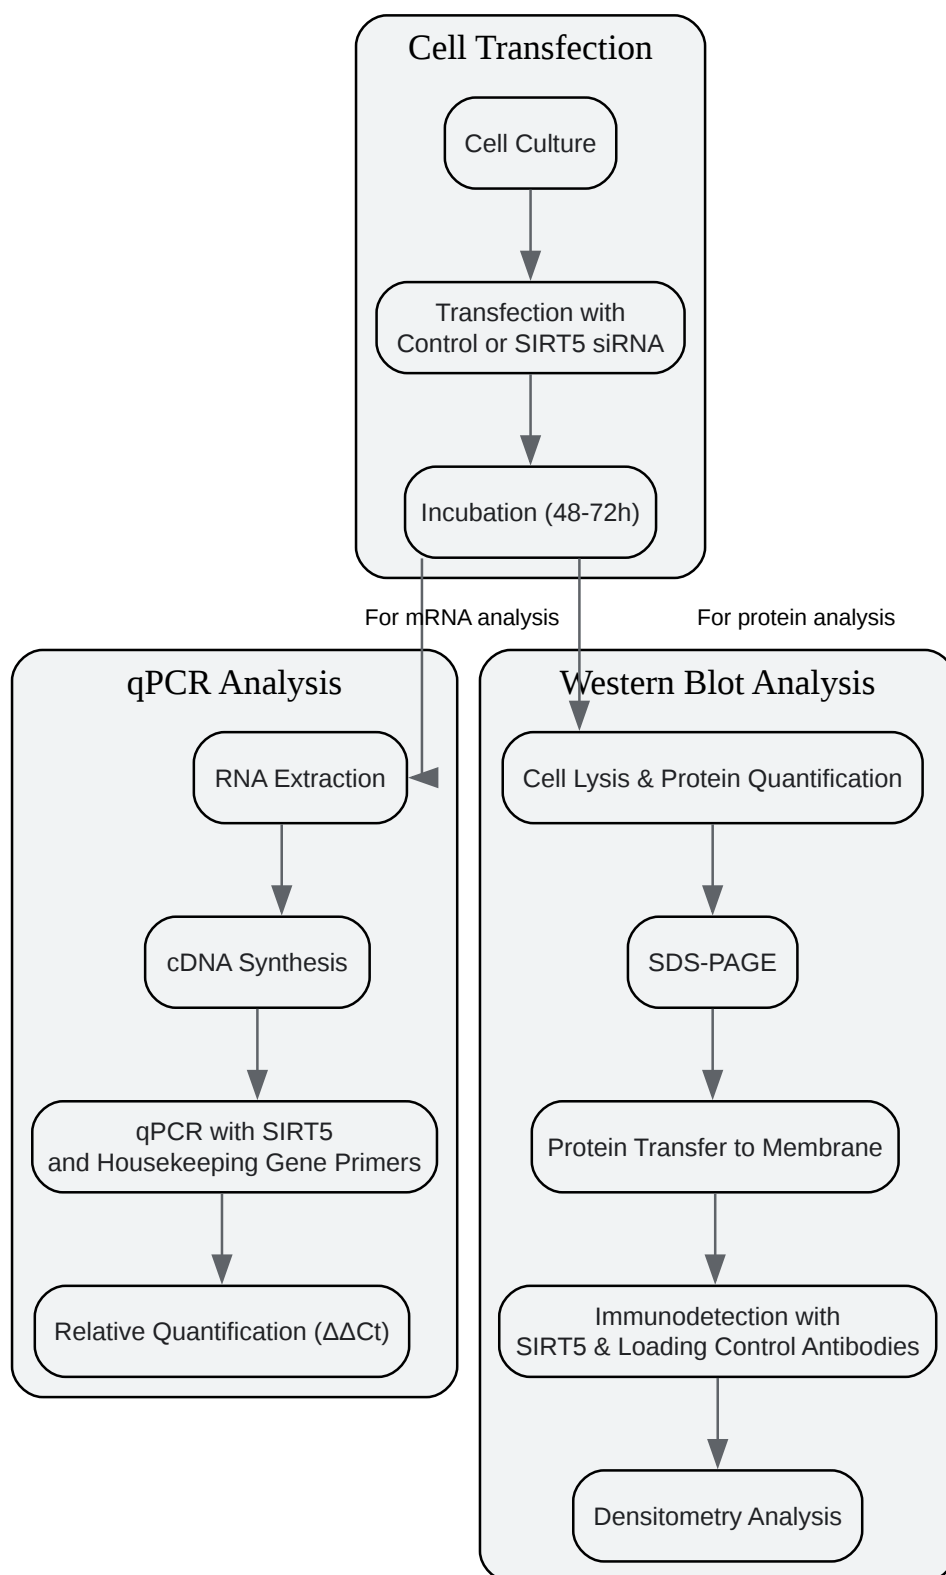 Cell Transfection
Cell Culture
Transfection with
Control or SIRT5 siRNA
Incubation (48-72h)
For mRNA analysis
For protein analysis
qPCR Analysis
RNA Extraction
cDNA Synthesis
qPCR with SIRT5
and Housekeeping Gene Primers
Relative Quantification (ΔΔCt)
Western Blot Analysis
Cell Lysis & Protein Quantification
SDS-PAGE
Protein Transfer to Membrane
Immunodetection with
SIRT5 & Loading Control Antibodies
Densitometry Analysis